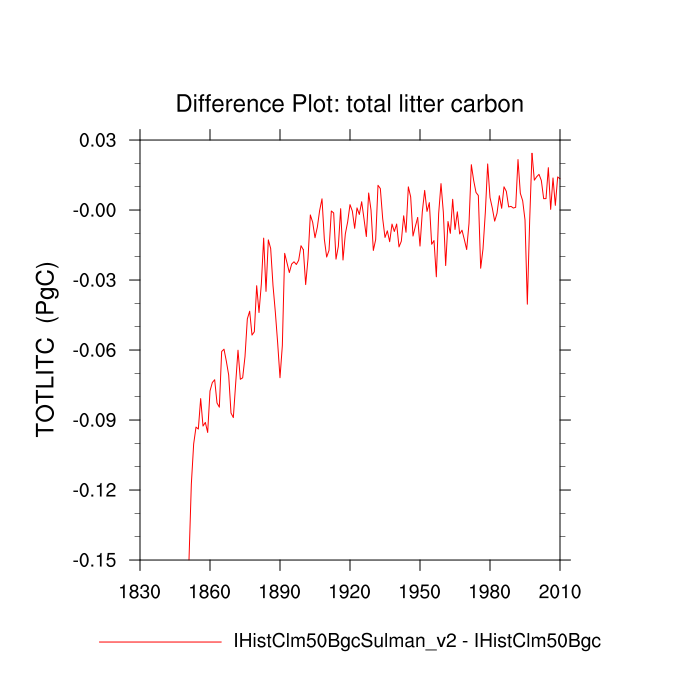 Difference Plot: total litter carbon
0.03
-0.00
-0.03
-0.06
-0.09
-0.12
-0.15
TOTLITC (PgC)
1830 1860 1890 1920 1950 1980 2010
IHistClm50BgcSulman_v2 - IHistClm50Bgc